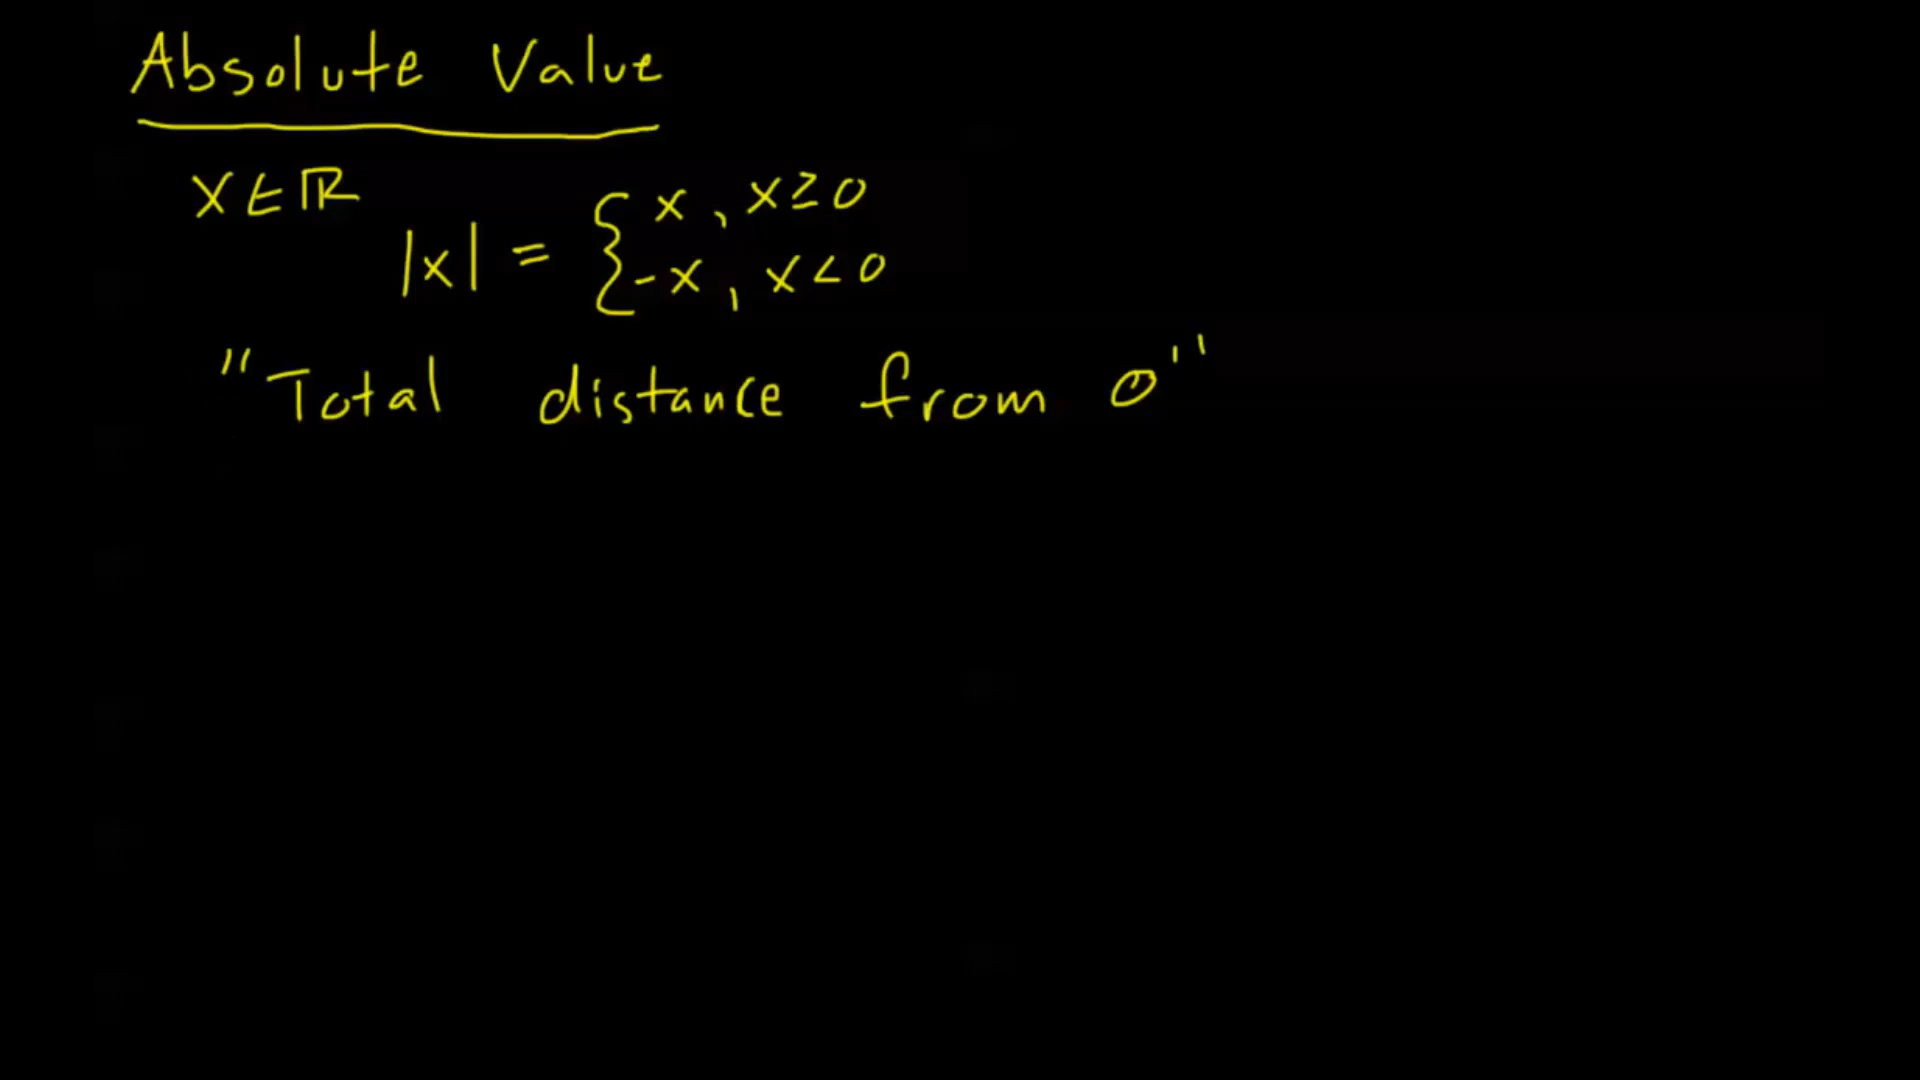 Absolute Value
x∈ℝ
|x| = { x , x≥0
-x , x<0
"Total distance from 0"